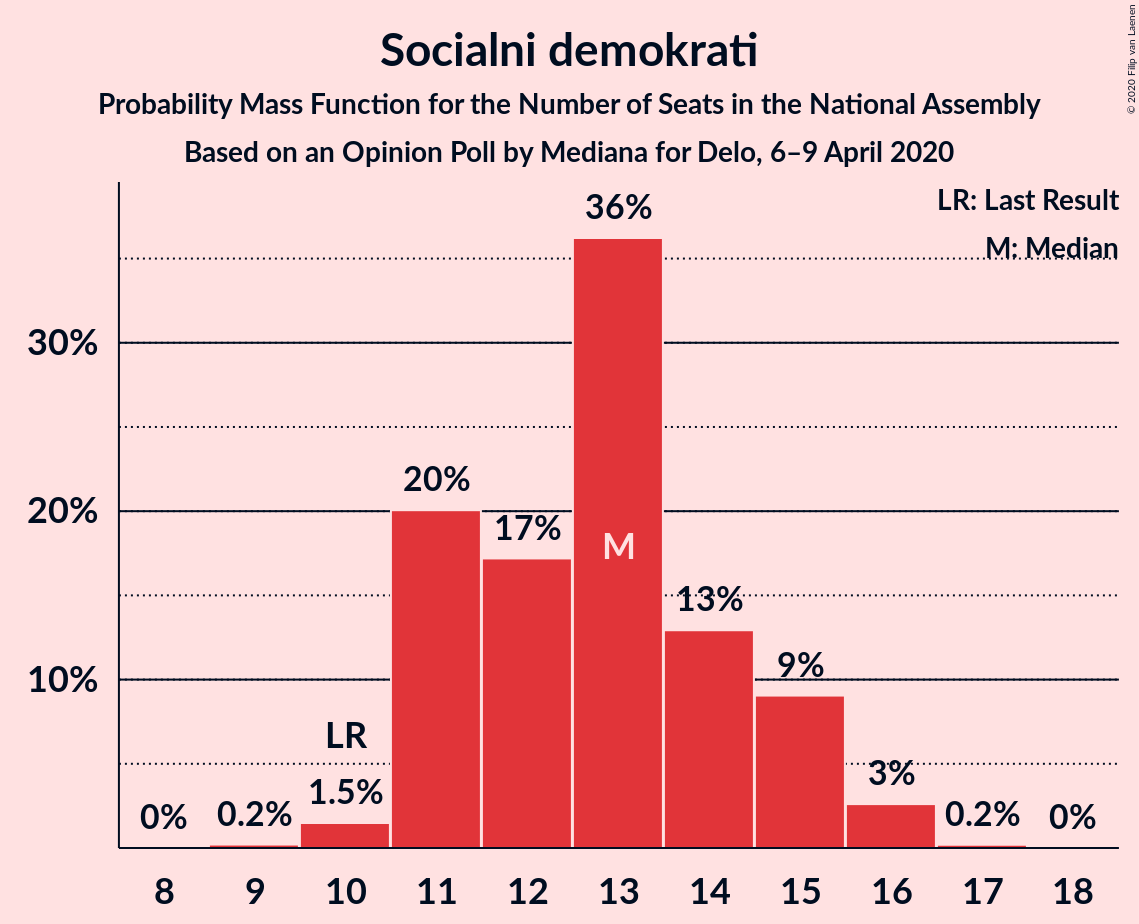 © 2020 Filip van Laenen
Socialni demokrati
Probability Mass Function for the Number of Seats in the National Assembly
Based on an Opinion Poll by Mediana for Delo, 6–9 April 2020
LR: Last Result
M: Median
36%
30%
20%
20%
17%
M
13%
10%
9%
LR
3%
0%
0.2%
1.5%
0.2%
0%
8 9 10 11 12 13 14 15 16 17 18